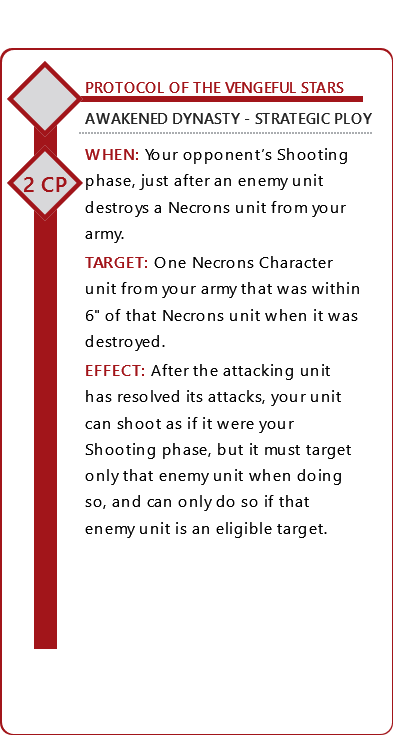 PROTOCOL OF THE VENGEFUL STARS
AWAKENED DYNASTY - STRATEGIC PLOY
2 CP
WHEN: Your opponent's Shooting
phase, just after an enemy unit
destroys a Necrons unit from your
army.
TARGET: One Necrons Character
unit from your army that was within
6" of that Necrons unit when it was
destroyed.
EFFECT: After the attacking unit
has resolved its attacks, your unit
can shoot as if it were your
Shooting phase, but it must target
only that enemy unit when doing
so, and can only do so if that
enemy unit is an eligible target.